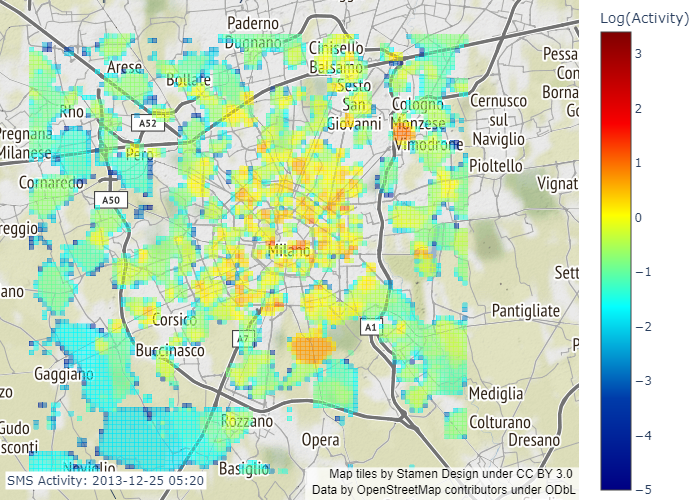 Log(Activity)
Paderno
Dugnano
Cinisello
Balsamo
Arese
Bollate
Sesto
San
Giovanni
Cologno
Monzese
Vimodrone
Cernusco
sul
Naviglio
Pioltello
Pessa
Con
Borna
Go
Vignat
Rho
A52
Pregnana
Milanese
Pero
Cornaredo
A50
reggio
Milano
Sett
ano
Pantigliate
Corsico
A7
A1
P
Buccinasco
Gaggiano
zo
Mediglia
Rozzano
Colturano
Gudo
sconti
Opera
Dresano
Naviglio
Basiglio
3
2
1
0
−1
−2
−3
−4
−5
SMS Activity: 2013-12-25 05:20
Map tiles by Stamen Design under CC BY 3.0
Data by OpenStreetMap contributors under ODbL